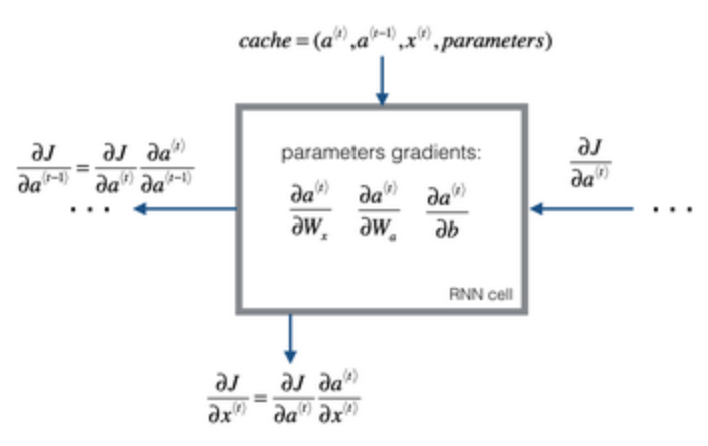 cache = (a⟨t⟩, a⟨t−1⟩, x⟨t⟩, parameters)
∂J/∂a⟨t−1⟩ = ∂J/∂a⟨t⟩ ∂a⟨t⟩/∂a⟨t−1⟩
. . .
parameters gradients:
∂a⟨t⟩/∂Wₓ ∂a⟨t⟩/∂Wₐ ∂a⟨t⟩/∂b
RNN cell
∂J/∂a⟨t⟩
. . .
∂J/∂x⟨t⟩ = ∂J/∂a⟨t⟩ ∂a⟨t⟩/∂x⟨t⟩